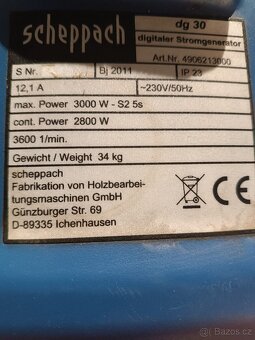 scheppach
dg 30
digitaler Stromgenerator
Art.Nr. 4906213000
S Nr.
Bj 2011
IP 23
12,1 A
~230V/50Hz
max. Power 3000 W - S2 5s
cont. Power 2800 W
3600 1/min.
Gewicht / Weight 34 kg
scheppach
Fabrikation von Holzbearbei-
tungsmaschinen GmbH
Günzburger Str. 69
D-89335 Ichenhausen
CE
Bazos.cz